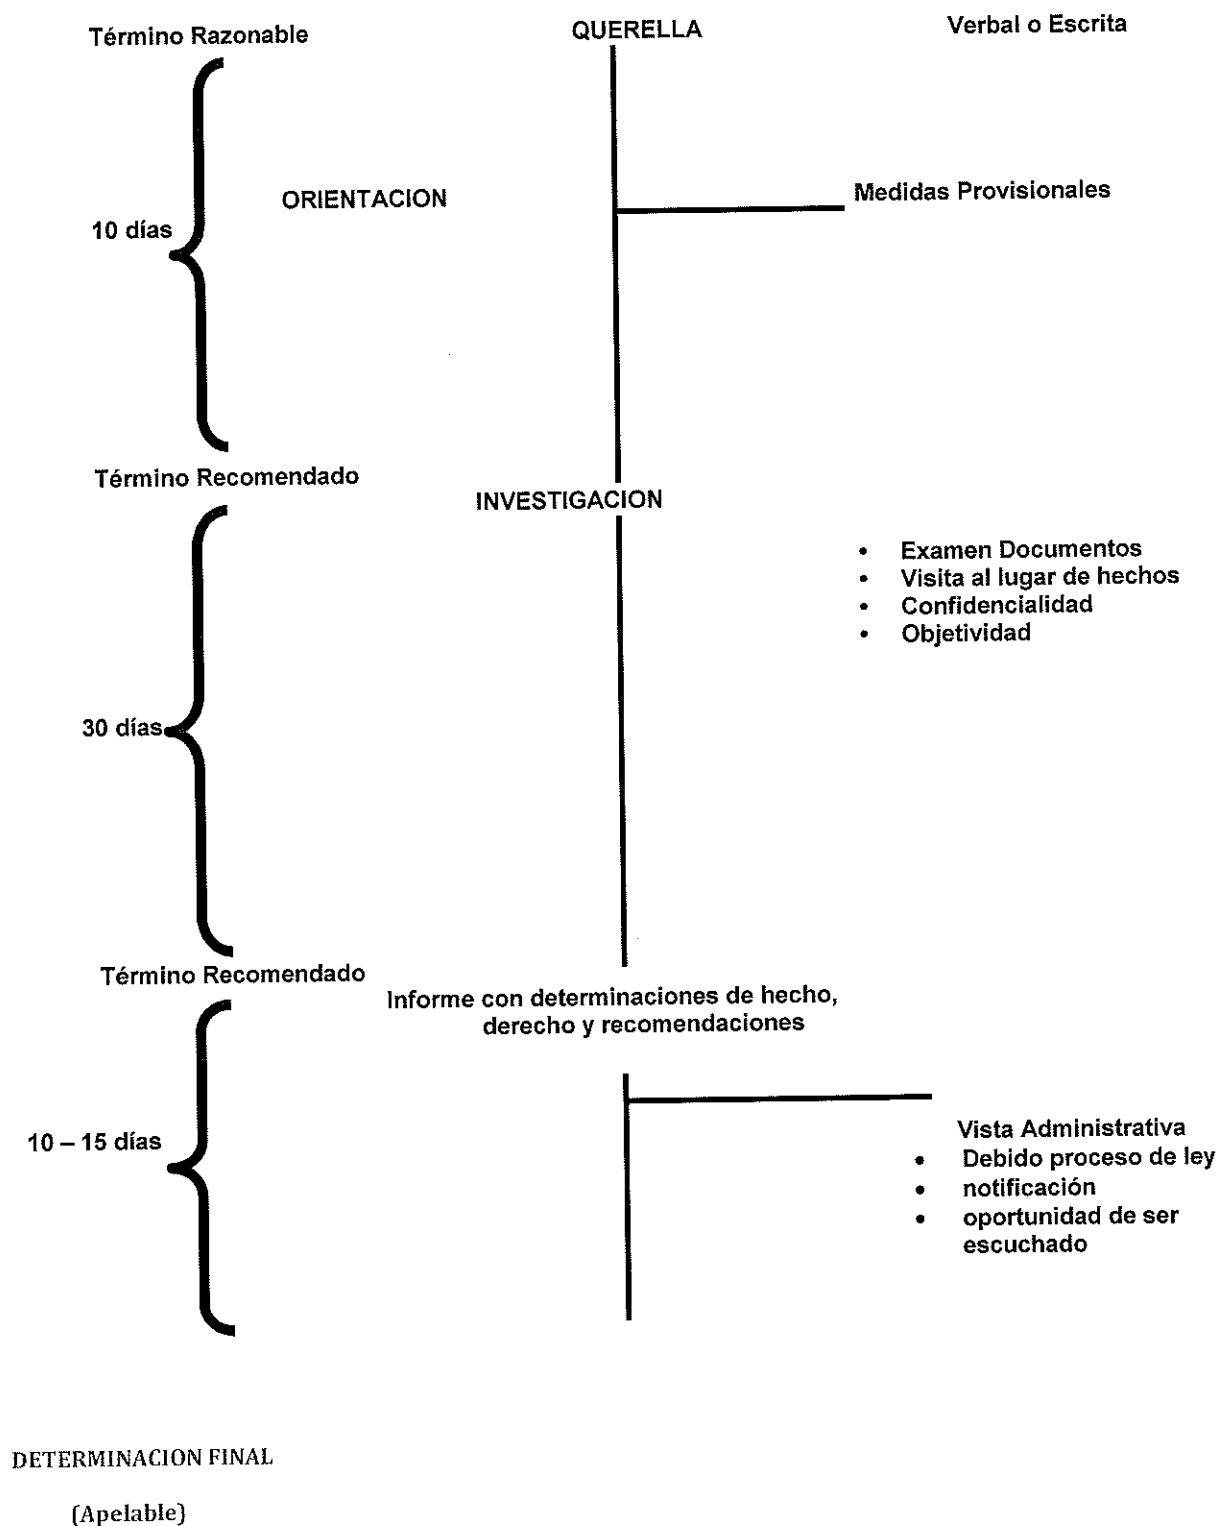 Término Razonable
QUERELLA
Verbal o Escrita
ORIENTACION
Medidas Provisionales
10 días
Término Recomendado
INVESTIGACION
• Examen Documentos
• Visita al lugar de hechos
• Confidencialidad
• Objetividad
30 días
Término Recomendado
Informe con determinaciones de hecho,
derecho y recomendaciones
10 – 15 días
Vista Administrativa
• Debido proceso de ley
• notificación
• oportunidad de ser
escuchado
DETERMINACION FINAL
(Apelable)